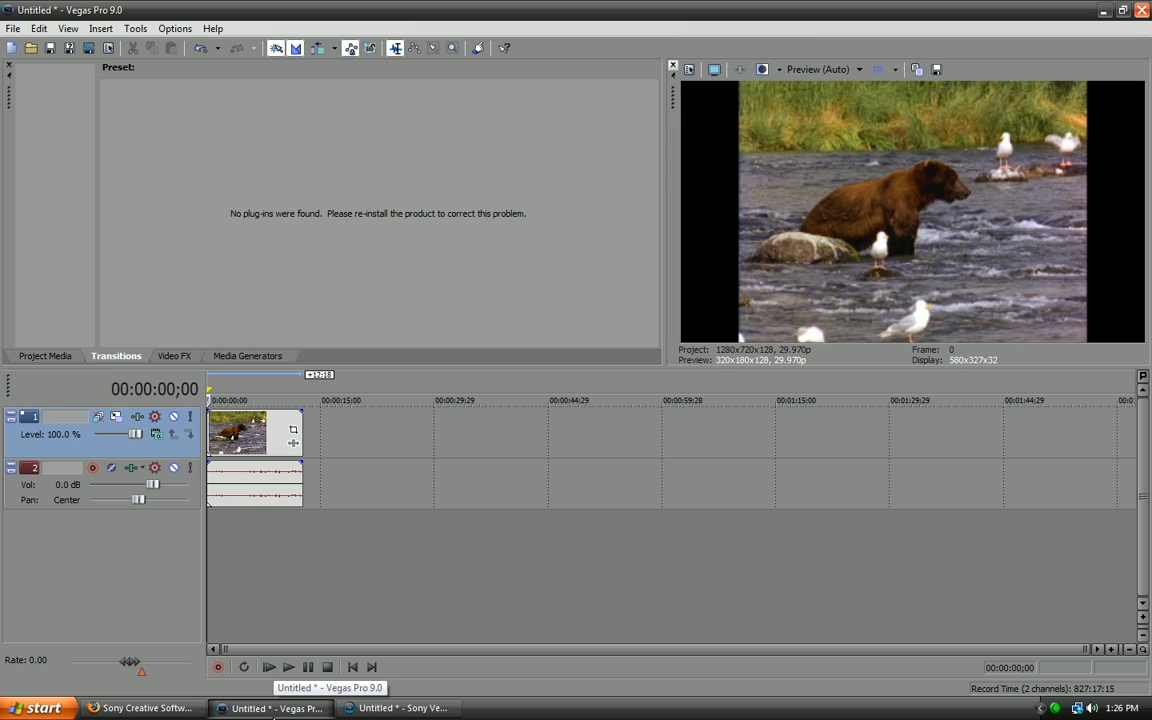 Untitled * - Vegas Pro 9.0
File Edit View Insert Tools Options Help
Preset:
Preview (Auto)
No plug-ins were found. Please re-install the product to correct this problem.
Project Media Transitions Video FX Media Generators
Project: 1280x720x128, 29.970p Frame: 0
Preview: 320x180x128, 29.970p Display: 580x327x32
00:00:00;00
+12;18
0:00:00;00 00:00:15;00 00:00:29;29 00:00:44;29 00:00:59;28 00:01:15;00 00:01:29;29 00:01:44;29 00:0
1
Level: 100.0 %
2
Vol: 0.0 dB
Pan: Center
Rate: 0.00
00:00:00;00
Untitled * - Vegas Pro 9.0
Record Time (2 channels): 827:17:15
start Sony Creative Softw... Untitled * - Vegas Pr... Untitled * - Sony Ve... 1:26 PM